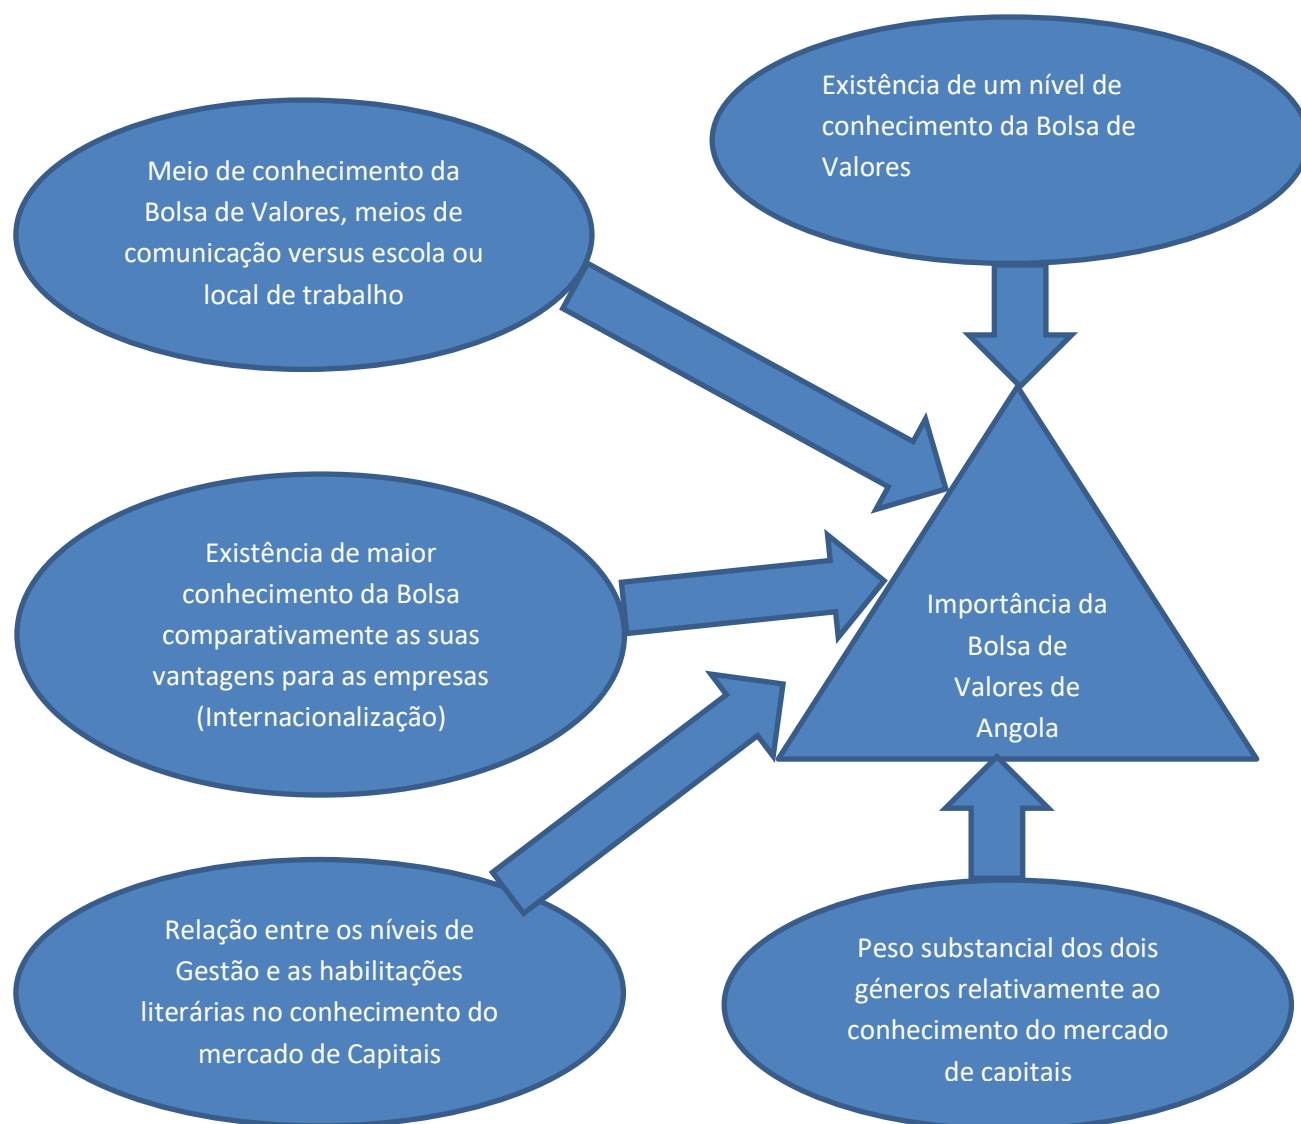 Existência de um nível de
conhecimento da Bolsa de
Valores
Meio de conhecimento da
Bolsa de Valores, meios de
comunicação versus escola ou
local de trabalho
Existência de maior
conhecimento da Bolsa
comparativamente as suas
vantagens para as empresas
(Internacionalização)
Importância da
Bolsa de
Valores de
Angola
Relação entre os níveis de
Gestão e as habilitações
literárias no conhecimento do
mercado de Capitais
Peso substancial dos dois
géneros relativamente ao
conhecimento do mercado
de capitais